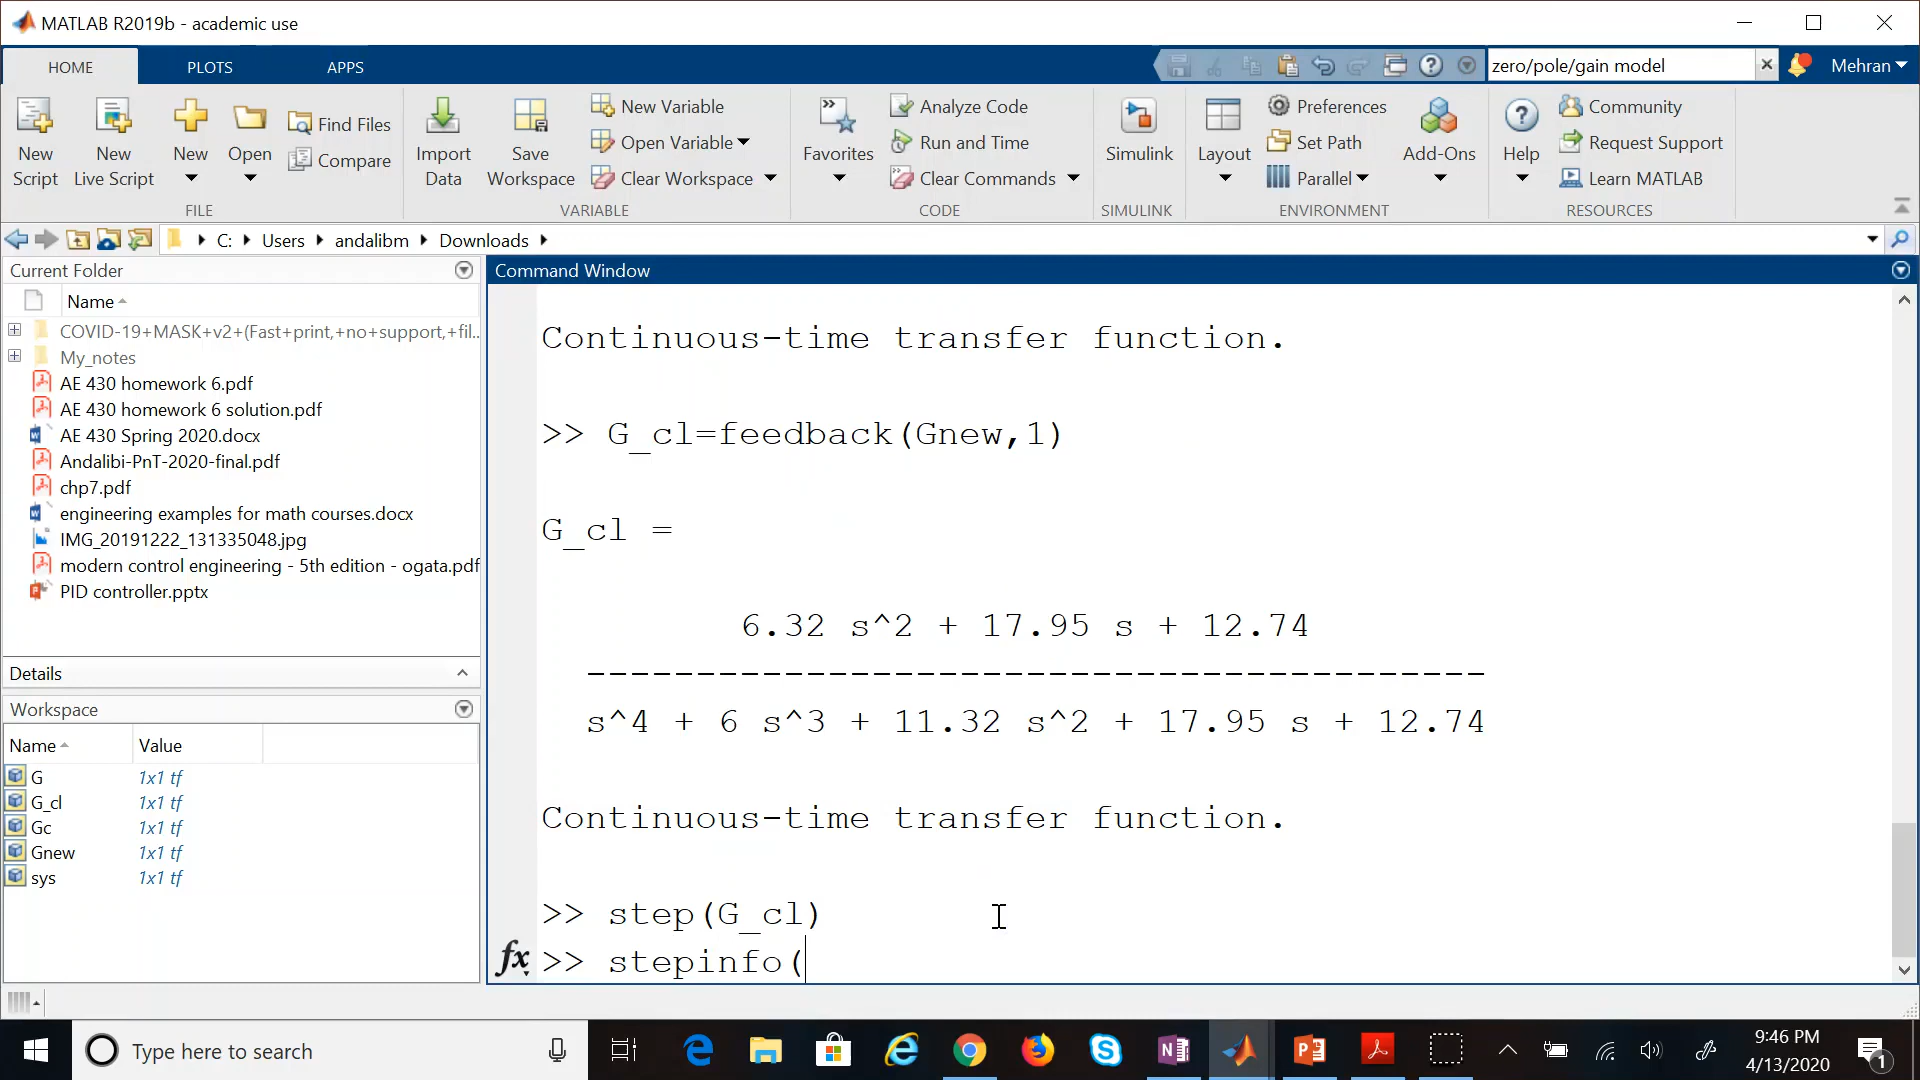 MATLAB R2019b - academic use
HOME PLOTS APPS
zero/pole/gain model
Mehran
New Script
New Live Script
New
Open
Find Files
Compare
FILE
Import Data
Save Workspace
New Variable
Open Variable
Clear Workspace
VARIABLE
Favorites
Analyze Code
Run and Time
Clear Commands
CODE
Simulink
SIMULINK
Layout
Preferences
Set Path
Parallel
Add-Ons
ENVIRONMENT
Help
Community
Request Support
Learn MATLAB
RESOURCES
C: Users andalibm Downloads
Current Folder
Name
COVID-19+MASK+v2+(Fast+print,+no+support,+fil...
My_notes
AE 430 homework 6.pdf
AE 430 homework 6 solution.pdf
AE 430 Spring 2020.docx
Andalibi-PnT-2020-final.pdf
chp7.pdf
engineering examples for math courses.docx
IMG_20191222_131335048.jpg
modern control engineering - 5th edition - ogata.pdf
PID controller.pptx
Details
Workspace
Name Value
G 1x1 tf
G_cl 1x1 tf
Gc 1x1 tf
Gnew 1x1 tf
sys 1x1 tf
Command Window
Continuous-time transfer function.
>> G_cl=feedback(Gnew,1)
G_cl =
6.32 s^2 + 17.95 s + 12.74
-----------------------------------------
s^4 + 6 s^3 + 11.32 s^2 + 17.95 s + 12.74
Continuous-time transfer function.
>> step(G_cl)
fx >> stepinfo(
Type here to search
9:46 PM
4/13/2020
1